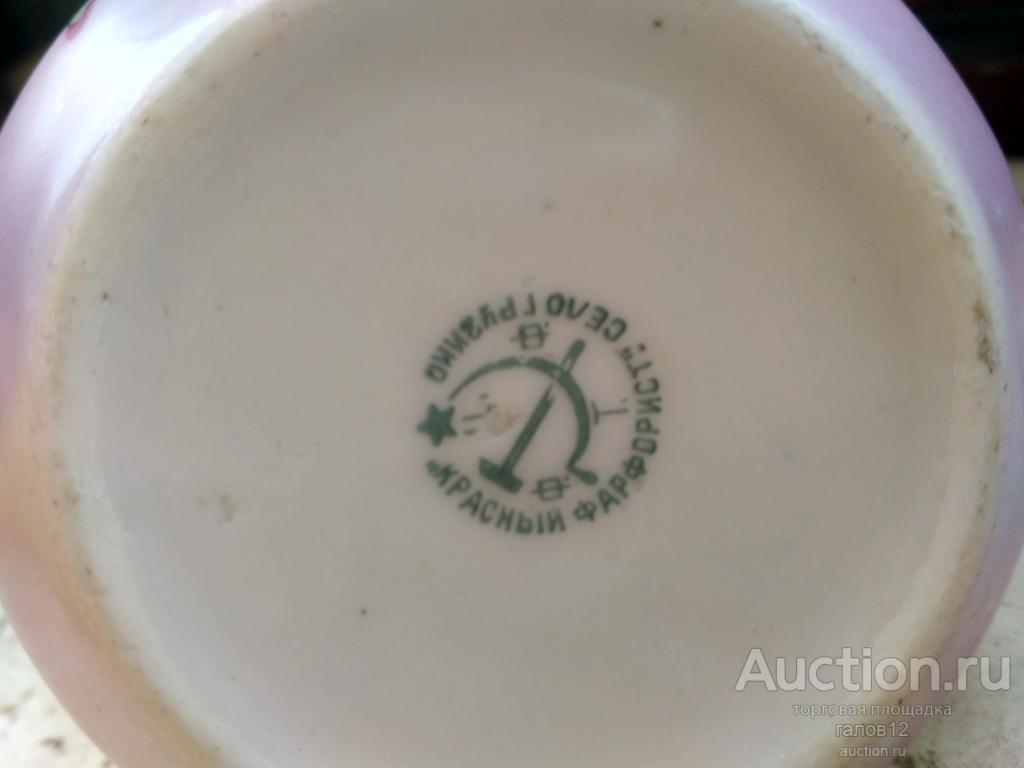 „КРАСНЫЙ ФАРФОРИСТ" СЕЛО ГРУЗИНО
Auction.ru
торговая площадка
галов12
auction.ru